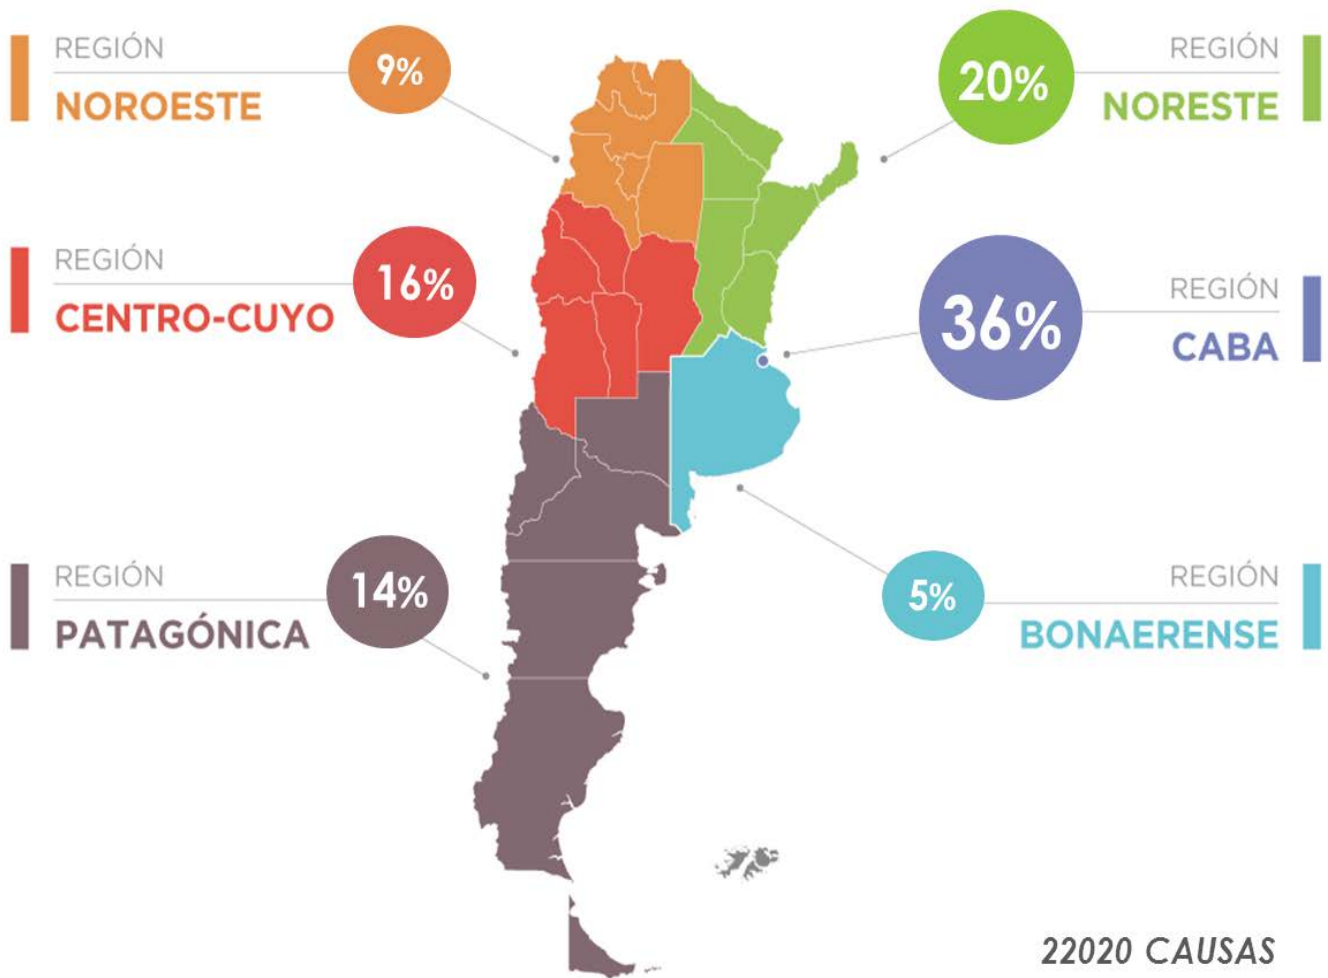 REGIÓN
NOROESTE
9%
20%
REGIÓN
NORESTE
REGIÓN
CENTRO-CUYO
16%
36%
REGIÓN
CABA
REGIÓN
PATAGÓNICA
14%
5%
REGIÓN
BONAERENSE
22020 CAUSAS